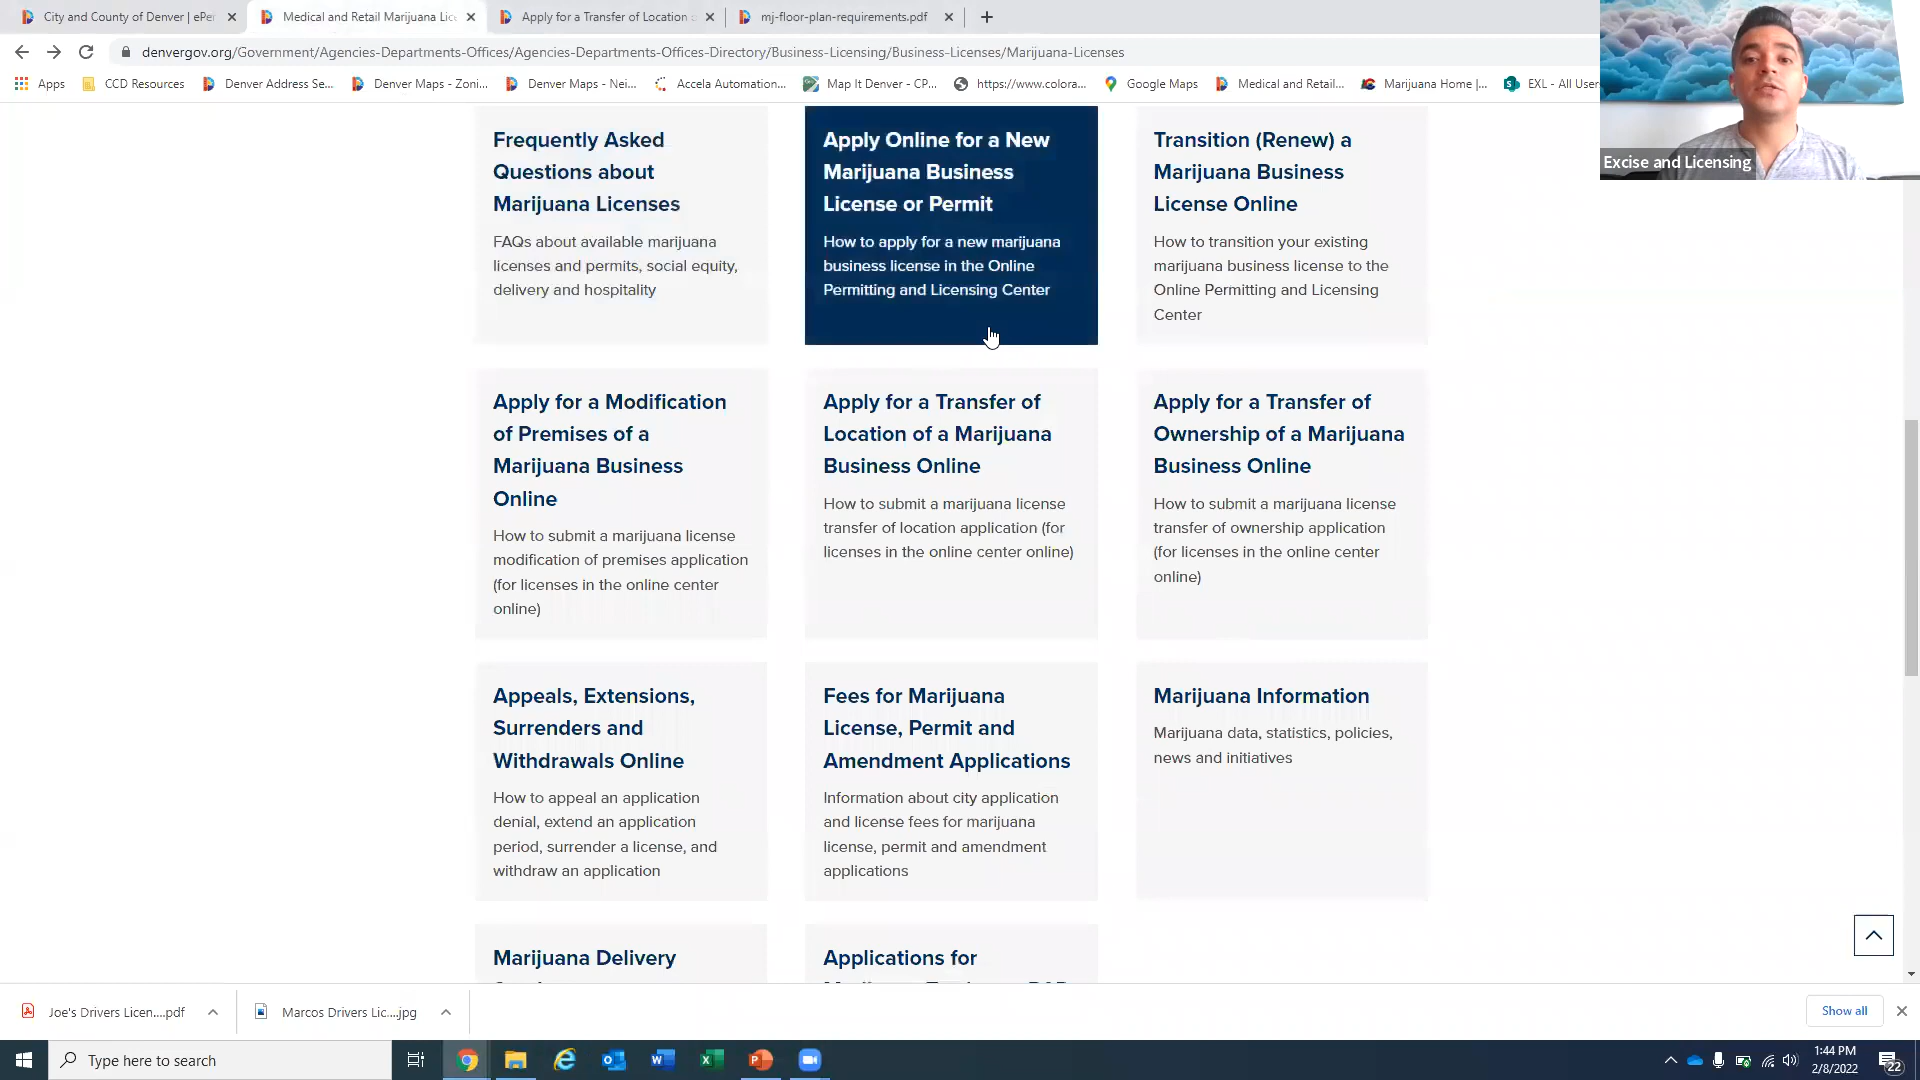 City and County of Denver | ePe
Medical and Retail Marijuana Lic
Apply for a Transfer of Location
mj-floor-plan-requirements.pdf
denvergov.org/Government/Agencies-Departments-Offices/Agencies-Departments-Offices-Directory/Business-Licensing/Business-Licenses/Marijuana-Licenses
Apps
CCD Resources
Denver Address Se...
Denver Maps - Zoni...
Denver Maps - Nei...
Accela Automation...
Map It Denver - CP...
https://www.colora...
Google Maps
Medical and Retail...
Marijuana Home |...
EXL - All User
Excise and Licensing
Frequently Asked
Questions about
Marijuana Licenses
FAQs about available marijuana
licenses and permits, social equity,
delivery and hospitality
Apply Online for a New
Marijuana Business
License or Permit
How to apply for a new marijuana
business license in the Online
Permitting and Licensing Center
Transition (Renew) a
Marijuana Business
License Online
How to transition your existing
marijuana business license to the
Online Permitting and Licensing
Center
Apply for a Modification
of Premises of a
Marijuana Business
Online
How to submit a marijuana license
modification of premises application
(for licenses in the online center
online)
Apply for a Transfer of
Location of a Marijuana
Business Online
How to submit a marijuana license
transfer of location application (for
licenses in the online center online)
Apply for a Transfer of
Ownership of a Marijuana
Business Online
How to submit a marijuana license
transfer of ownership application
(for licenses in the online center
online)
Appeals, Extensions,
Surrenders and
Withdrawals Online
How to appeal an application
denial, extend an application
period, surrender a license, and
withdraw an application
Fees for Marijuana
License, Permit and
Amendment Applications
Information about city application
and license fees for marijuana
license, permit and amendment
applications
Marijuana Information
Marijuana data, statistics, policies,
news and initiatives
Marijuana Delivery
Applications for
Joe's Drivers Licen....pdf
Marcos Drivers Lic....jpg
Show all
Type here to search
1:44 PM
2/8/2022
22